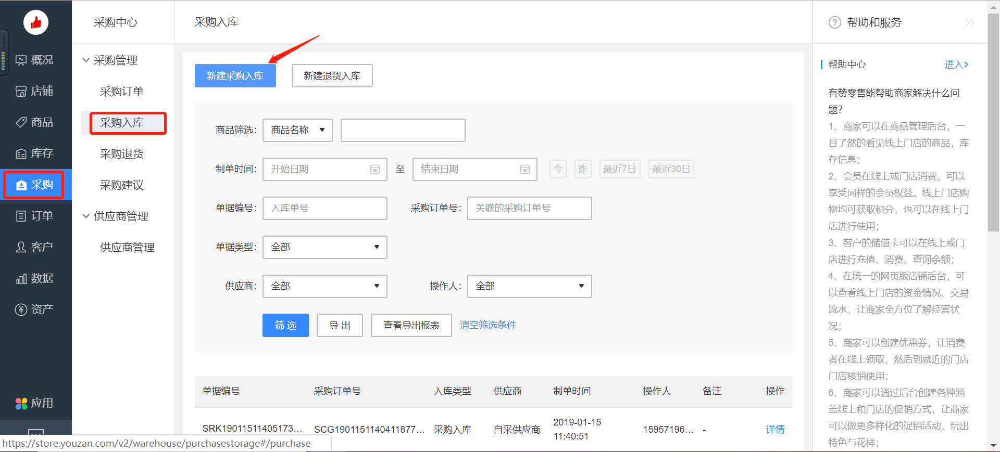 概况
店铺
商品
库存
采购
订单
客户
数据
资产
应用
采购中心
采购管理
采购订单
采购入库
采购退货
采购建议
供应商管理
供应商管理
采购入库
新建采购入库 新建退货入库
商品筛选： 商品名称
制单时间： 开始日期 至 结束日期 今 昨 最近7日 最近30日
单据编号： 入库单号 采购订单号： 关联的采购订单号
单据类型： 全部
供应商： 全部 操作人： 全部
筛 选 导 出 查看导出报表 清空筛选条件
单据编号 采购订单号 入库类型 供应商 制单时间 操作人 备注 操作
SRK19011511405173... SCG1901151140411877... 采购入库 自采供应商 2019-01-15 15957196... - 详情
11:40:51
帮助和服务
帮助中心 进入
有赞零售能帮助商家解决什么问
题？
1、商家可以在商品管理后台，一
目了然的看见线上门店的商品，库
存信息；
2、会员在线上或门店消费，可以
享受同样的会员权益。线上门店购
物均可获取积分，也可以在线上门
店进行使用；
3、客户的储值卡可以在线上或门
店进行充值、消费、查询余额；
4、在统一的网页版店铺后台，可
以查看线上门店的资金情况、交易
流水，让商家全方位了解经营状
况；
5、商家可以创建优惠券，让消费
者在线上领取，然后到就近的门店
门店核销使用；
6、商家可以通过后台创建各种涵
盖线上和门店的促销方式，让商家
可以做更多样化的促销活动，玩出
特色与花样；
https://store.youzan.com/v2/warehouse/purchasestorage#/purchase